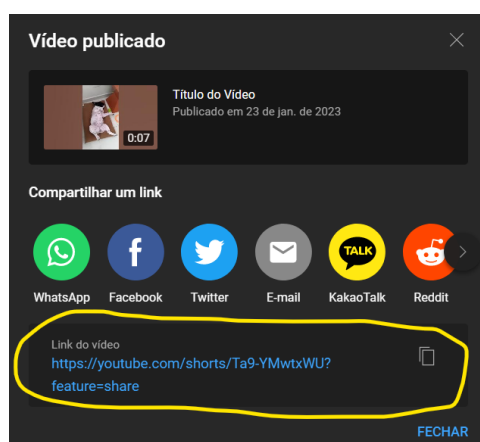 Vídeo publicado
0:07
Título do Vídeo
Publicado em 23 de jan. de 2023
Compartilhar um link
TALK
WhatsApp Facebook Twitter E-mail KakaoTalk Reddit
Link do vídeo
https://youtube.com/shorts/Ta9-YMwtxWU?
feature=share
FECHAR